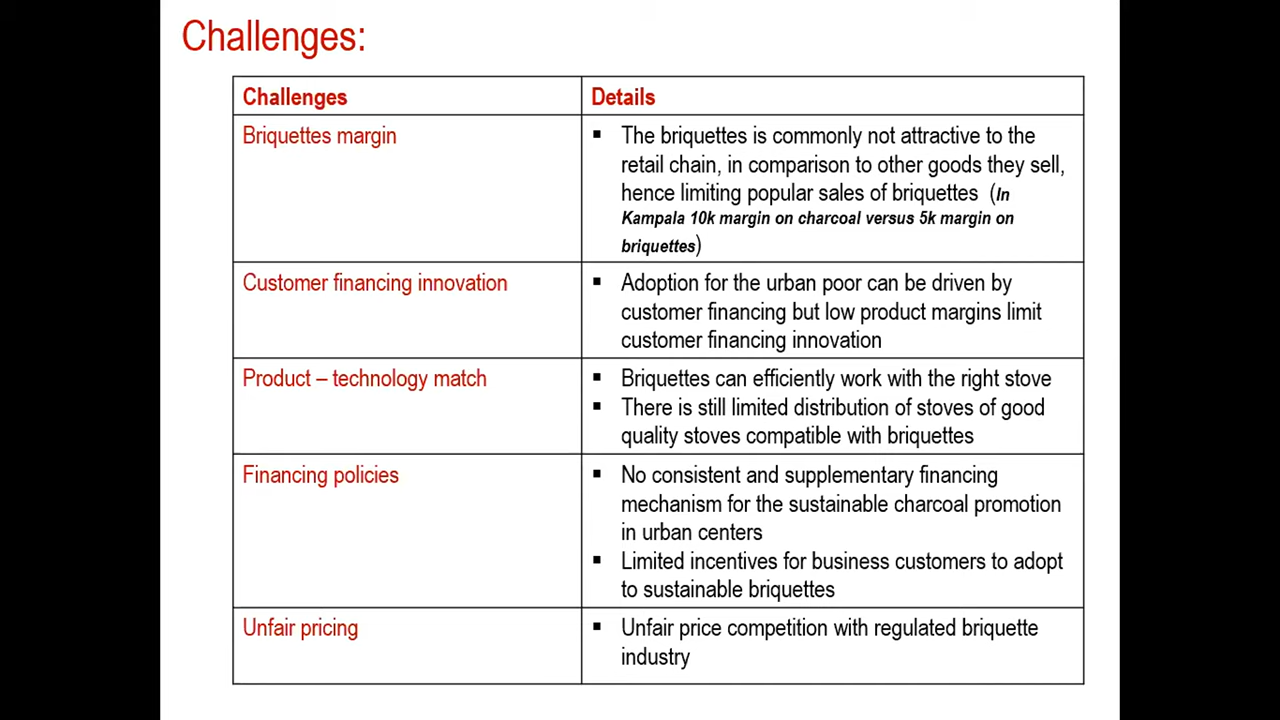 Challenges:
Challenges
Details
Briquettes margin
▪ The briquettes is commonly not attractive to the
retail chain, in comparison to other goods they sell,
hence limiting popular sales of briquettes (In
Kampala 10k margin on charcoal versus 5k margin on
briquettes)
Customer financing innovation
▪ Adoption for the urban poor can be driven by
customer financing but low product margins limit
customer financing innovation
Product – technology match
▪ Briquettes can efficiently work with the right stove
▪ There is still limited distribution of stoves of good
quality stoves compatible with briquettes
Financing policies
▪ No consistent and supplementary financing
mechanism for the sustainable charcoal promotion
in urban centers
▪ Limited incentives for business customers to adopt
to sustainable briquettes
Unfair pricing
▪ Unfair price competition with regulated briquette
industry